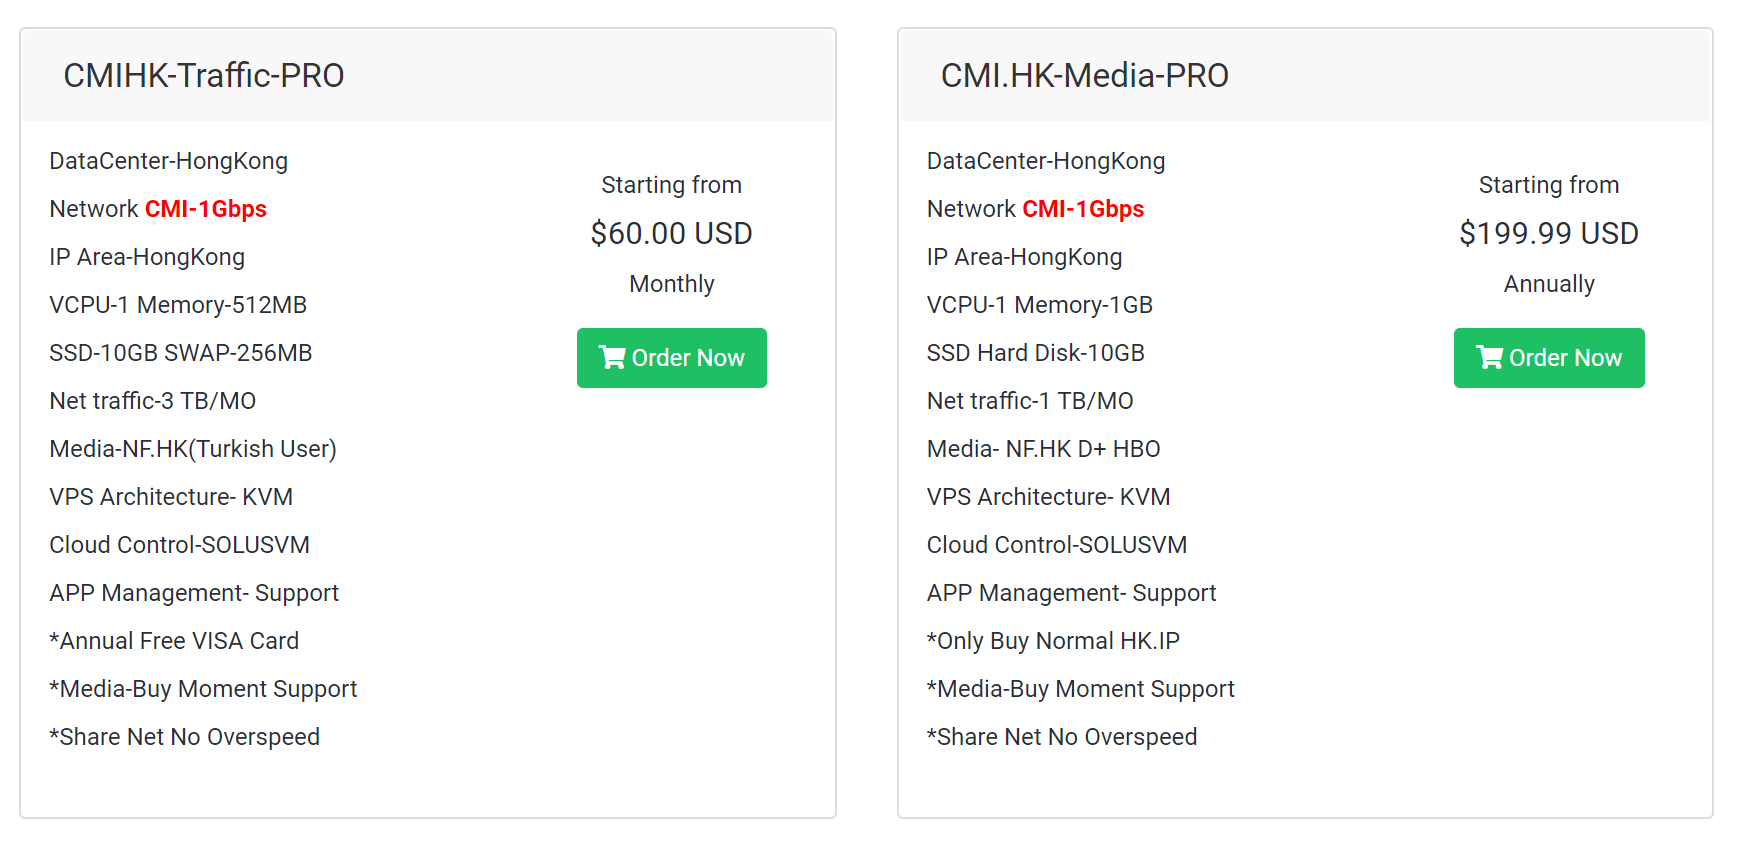 CMIHK-Traffic-PRO
DataCenter-HongKong
Network CMI-1Gbps
IP Area-HongKong
VCPU-1 Memory-512MB
SSD-10GB SWAP-256MB
Net traffic-3 TB/MO
Media-NF.HK(Turkish User)
VPS Architecture- KVM
Cloud Control-SOLUSVM
APP Management- Support
*Annual Free VISA Card
*Media-Buy Moment Support
*Share Net No Overspeed
Starting from
$60.00 USD
Monthly
Order Now
CMI.HK-Media-PRO
DataCenter-HongKong
Network CMI-1Gbps
IP Area-HongKong
VCPU-1 Memory-1GB
SSD Hard Disk-10GB
Net traffic-1 TB/MO
Media- NF.HK D+ HBO
VPS Architecture- KVM
Cloud Control-SOLUSVM
APP Management- Support
*Only Buy Normal HK.IP
*Media-Buy Moment Support
*Share Net No Overspeed
Starting from
$199.99 USD
Annually
Order Now